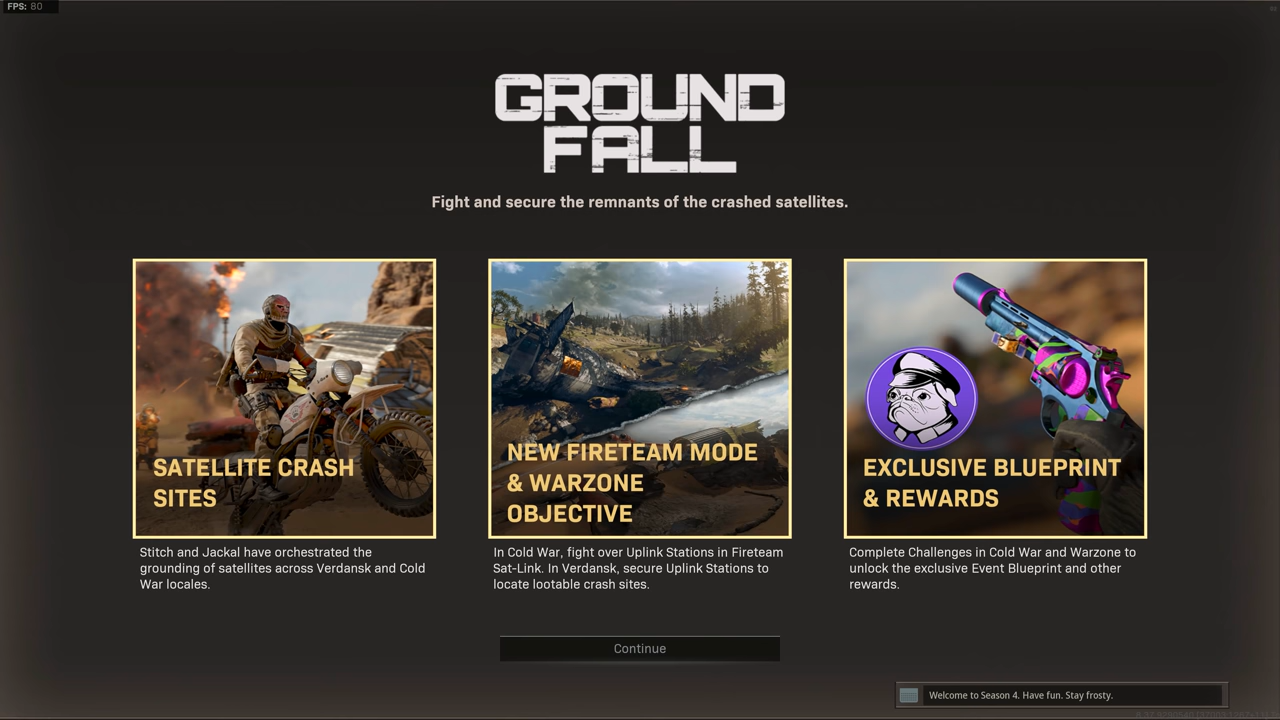 FPS: 80
GROUND
FALL
Fight and secure the remnants of the crashed satellites.
SATELLITE CRASH
SITES
Stitch and Jackal have orchestrated the
grounding of satellites across Verdansk and Cold
War locales.
NEW FIRETEAM MODE
& WARZONE
OBJECTIVE
In Cold War, fight over Uplink Stations in Fireteam
Sat-Link. In Verdansk, secure Uplink Stations to
locate lootable crash sites.
EXCLUSIVE BLUEPRINT
& REWARDS
Complete Challenges in Cold War and Warzone to
unlock the exclusive Event Blueprint and other
rewards.
Continue
Welcome to Season 4. Have fun. Stay frosty.